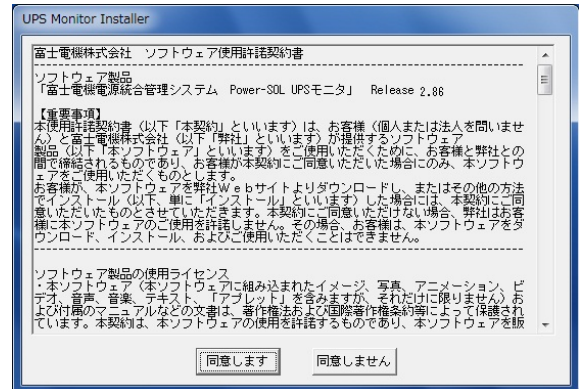 UPS Monitor Installer
富士電機株式会社 ソフトウェア使用許諾契約書
ソフトウェア製品
「富士電機電源統合管理システム Power-SOL UPSモニタ」 Release 2.86
【重要事項】
本使用許諾契約書（以下「本契約」といいます）は、お客様（個人または法人を問いませ
ん）と富士電機株式会社（以下「弊社」といいます）が提供するソフトウェア
製品（以下「本ソフトウェア」といいます）をご使用いただくために、お客様と弊社との
間で締結されるものであり、お客様が本契約にご同意いただいた場合にのみ、本ソフトウ
ェアをご使用いただくものとします。
お客様が、本ソフトウェアを弊社Ｗｅｂサイトよりダウンロードし、またはその他の方法
でインストール（以下、単に「インストール」といいます）した場合には、本契約にご同
意いただいたものとさせていただきます。本契約にご同意いただけない場合、弊社はお客
様に本ソフトウェアのご使用を許諾しません。その場合、お客様は、本ソフトウェアをダ
ウンロード、インストール、およびご使用いただくことはできません。
ソフトウェア製品の使用ライセンス
・本ソフトウェア（本ソフトウェアに組み込まれたイメージ、写真、アニメーション、ビ
デオ、音声、音楽、テキスト、「アプレット」を含みますが、それだけに限りません）お
よび付属のマニュアルなどの文書は、著作権法および国際著作権条約等によって保護され
ています。本契約は、本ソフトウェアの使用を許諾するものであり、本ソフトウェアを販
同意します
同意しません